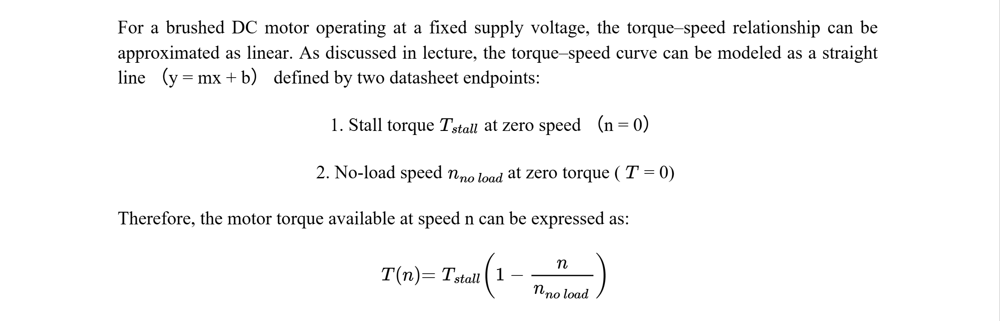 For a brushed DC motor operating at a fixed supply voltage, the torque–speed relationship can be
approximated as linear. As discussed in lecture, the torque–speed curve can be modeled as a straight
line （y = mx + b） defined by two datasheet endpoints:
1. Stall torque T_{stall} at zero speed （n = 0）
2. No-load speed n_{no load} at zero torque ( T = 0)
Therefore, the motor torque available at speed n can be expressed as:
T(n)= T_{stall} \left( 1 − \frac{n}{n_{no load}} \right)